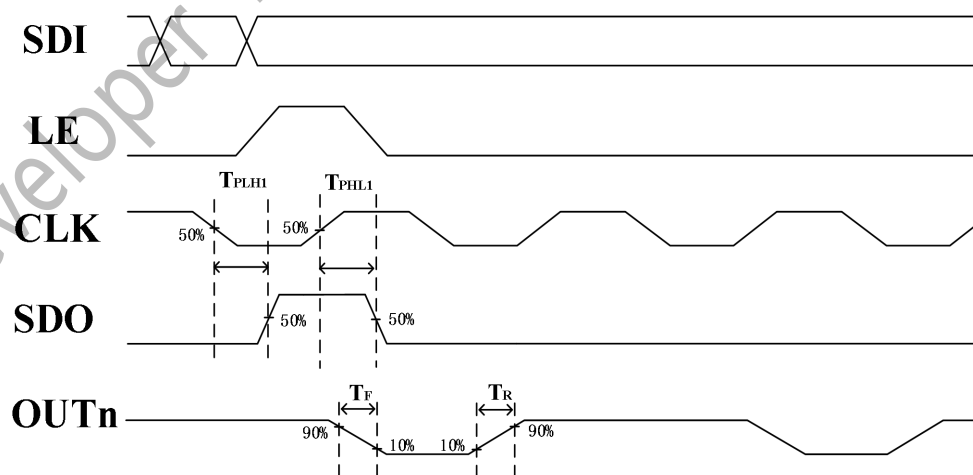 SDI
LE
TPLH1 TPHL1
CLK 50% 50%
SDO 50% 50%
TF TR
OUTn 90% 10% 10% 90%